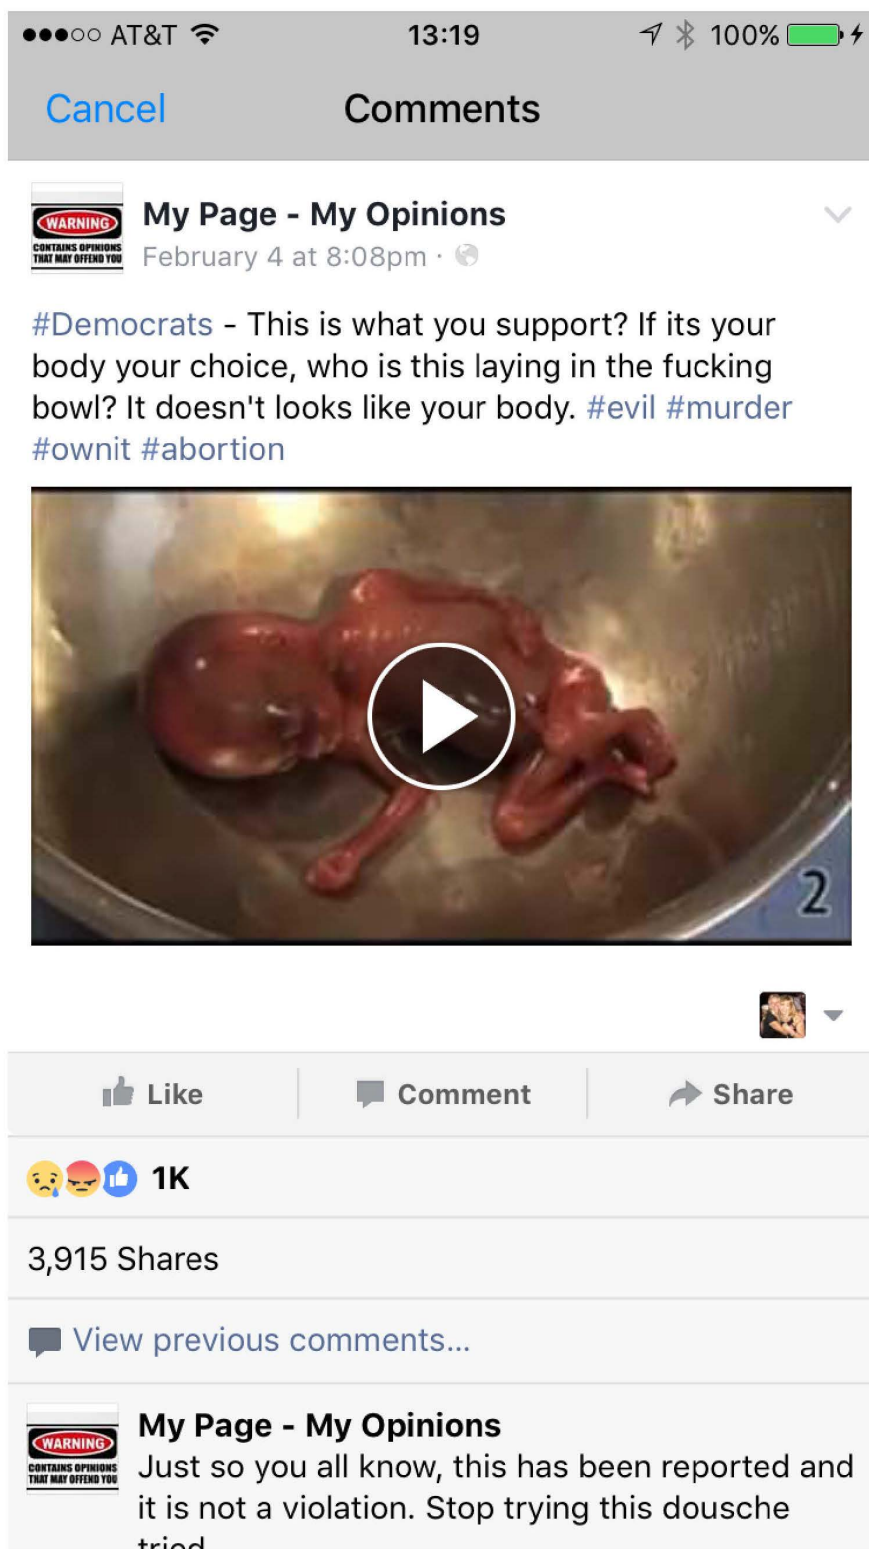 AT&T 13:19 100%
Cancel Comments
WARNING
CONTAINS OPINIONS
THAT MAY OFFEND YOU
My Page - My Opinions
February 4 at 8:08pm ·
#Democrats - This is what you support? If its your
body your choice, who is this laying in the fucking
bowl? It doesn't looks like your body. #evil #murder
#ownit #abortion
2
Like Comment Share
1K
3,915 Shares
View previous comments...
WARNING
CONTAINS OPINIONS
THAT MAY OFFEND YOU
My Page - My Opinions
Just so you all know, this has been reported and
it is not a violation. Stop trying this dousche
tried